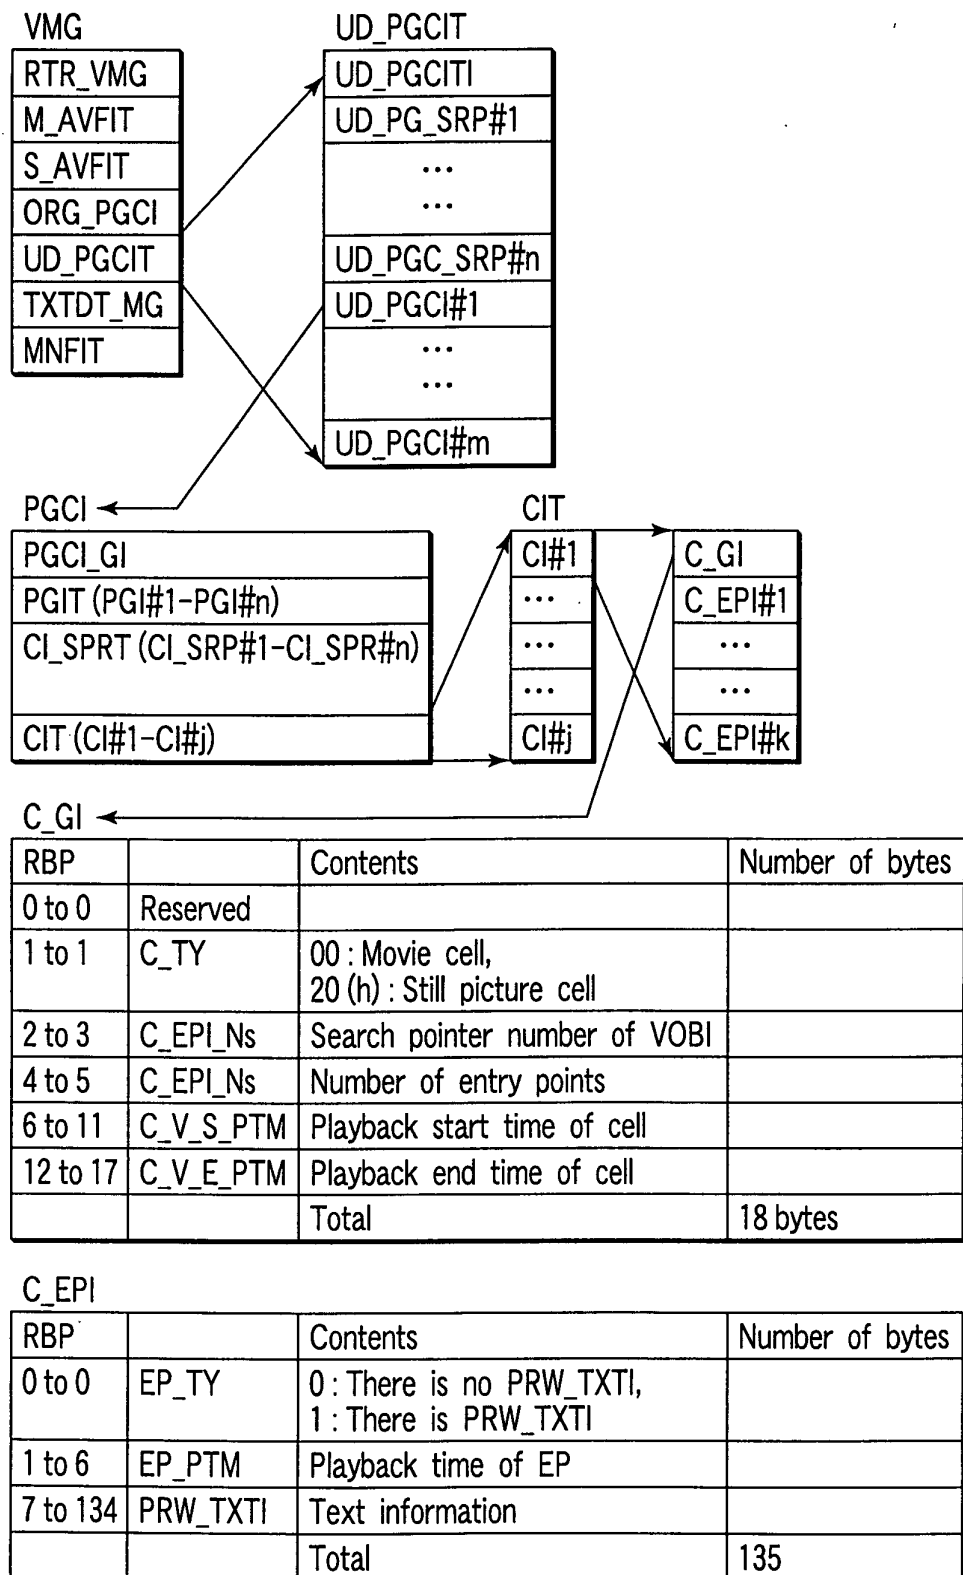 VMG
RTR_VMG
M_AVFIT
S_AVFIT
ORG_PGCI
UD_PGCIT
TXTDT_MG
MNFIT
UD_PGCIT
UD_PGCITI
UD_PG_SRP#1
...
...
UD_PGC_SRP#n
UD_PGCI#1
...
...
UD_PGCI#m
PGCI
PGCI_GI
PGIT (PGI#1-PGI#n)
CI_SPRT (CI_SRP#1-CI_SPR#n)
CIT (CI#1-CI#j)
CIT
CI#1
...
...
...
CI#j
C_GI
C_EPI#1
...
...
C_EPI#k
C_GI
RBP Contents Number of bytes
0 to 0 Reserved
1 to 1 C_TY 00 : Movie cell,
20 (h) : Still picture cell
2 to 3 C_EPI_Ns Search pointer number of VOBI
4 to 5 C_EPI_Ns Number of entry points
6 to 11 C_V_S_PTM Playback start time of cell
12 to 17 C_V_E_PTM Playback end time of cell
Total 18 bytes
C_EPI
RBP Contents Number of bytes
0 to 0 EP_TY 0 : There is no PRW_TXTI,
1 : There is PRW_TXTI
1 to 6 EP_PTM Playback time of EP
7 to 134 PRW_TXTI Text information
Total 135